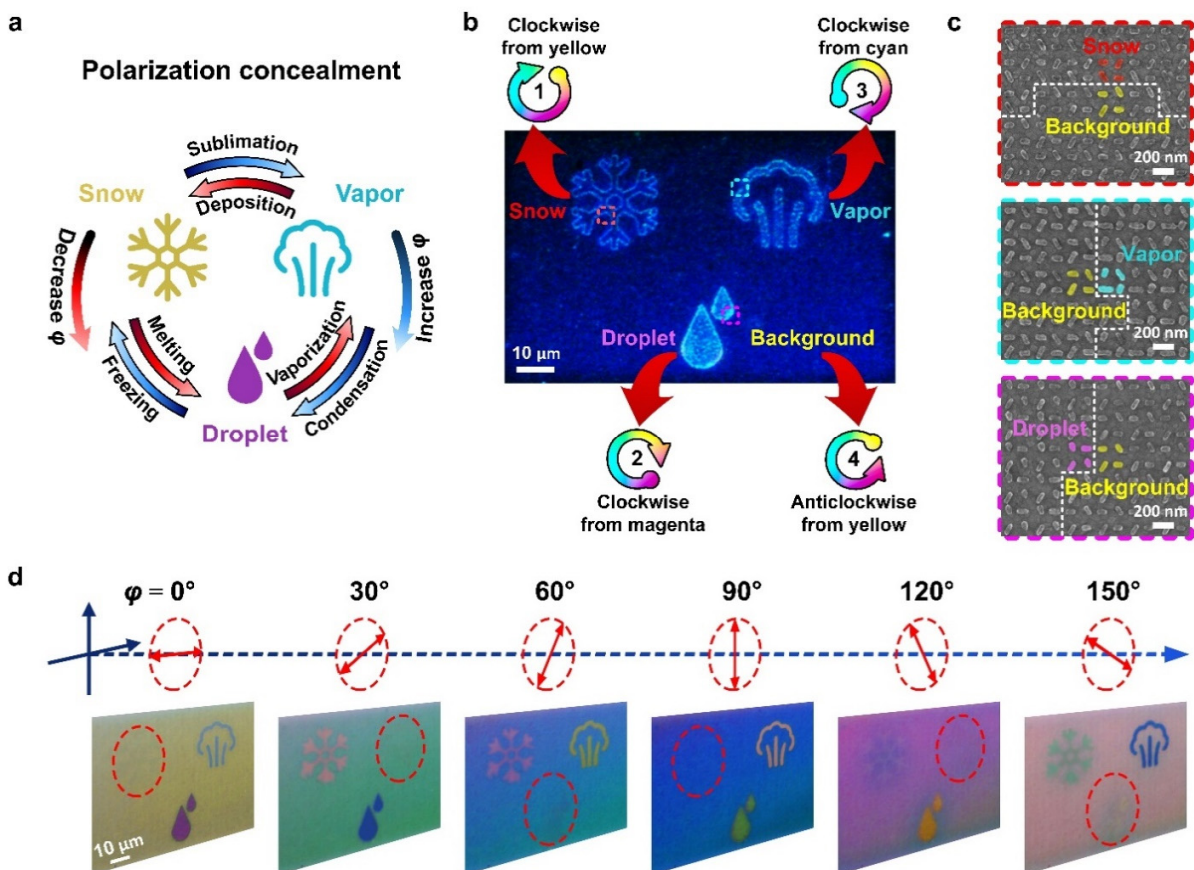 a
Polarization concealment
Sublimation
Deposition
Snow
Vapor
Decrease φ
Increase φ
Melting
Freezing
Vaporization
Condensation
Droplet
b
Clockwise
from yellow
1
Clockwise
from cyan
3
Snow
Vapor
Droplet
Background
10 μm
2
Clockwise
from magenta
4
Anticlockwise
from yellow
c
Snow
Background
200 nm
Vapor
Background
200 nm
Droplet
Background
200 nm
d
φ = 0°
30°
60°
90°
120°
150°
10 μm